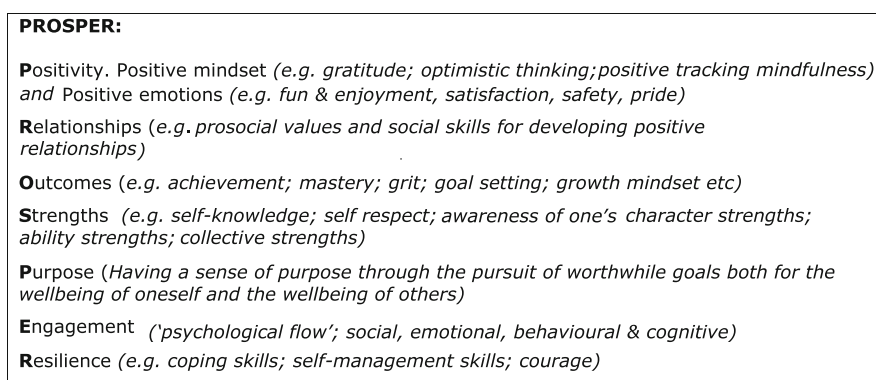 PROSPER:
Positivity. Positive mindset (e.g. gratitude; optimistic thinking; positive tracking mindfulness)
and Positive emotions (e.g. fun & enjoyment, satisfaction, safety, pride)
Relationships (e.g. prosocial values and social skills for developing positive
relationships)
Outcomes (e.g. achievement; mastery; grit; goal setting; growth mindset etc)
Strengths (e.g. self-knowledge; self respect; awareness of one's character strengths;
ability strengths; collective strengths)
Purpose (Having a sense of purpose through the pursuit of worthwhile goals both for the
wellbeing of oneself and the wellbeing of others)
Engagement ('psychological flow'; social, emotional, behavioural & cognitive)
Resilience (e.g. coping skills; self-management skills; courage)